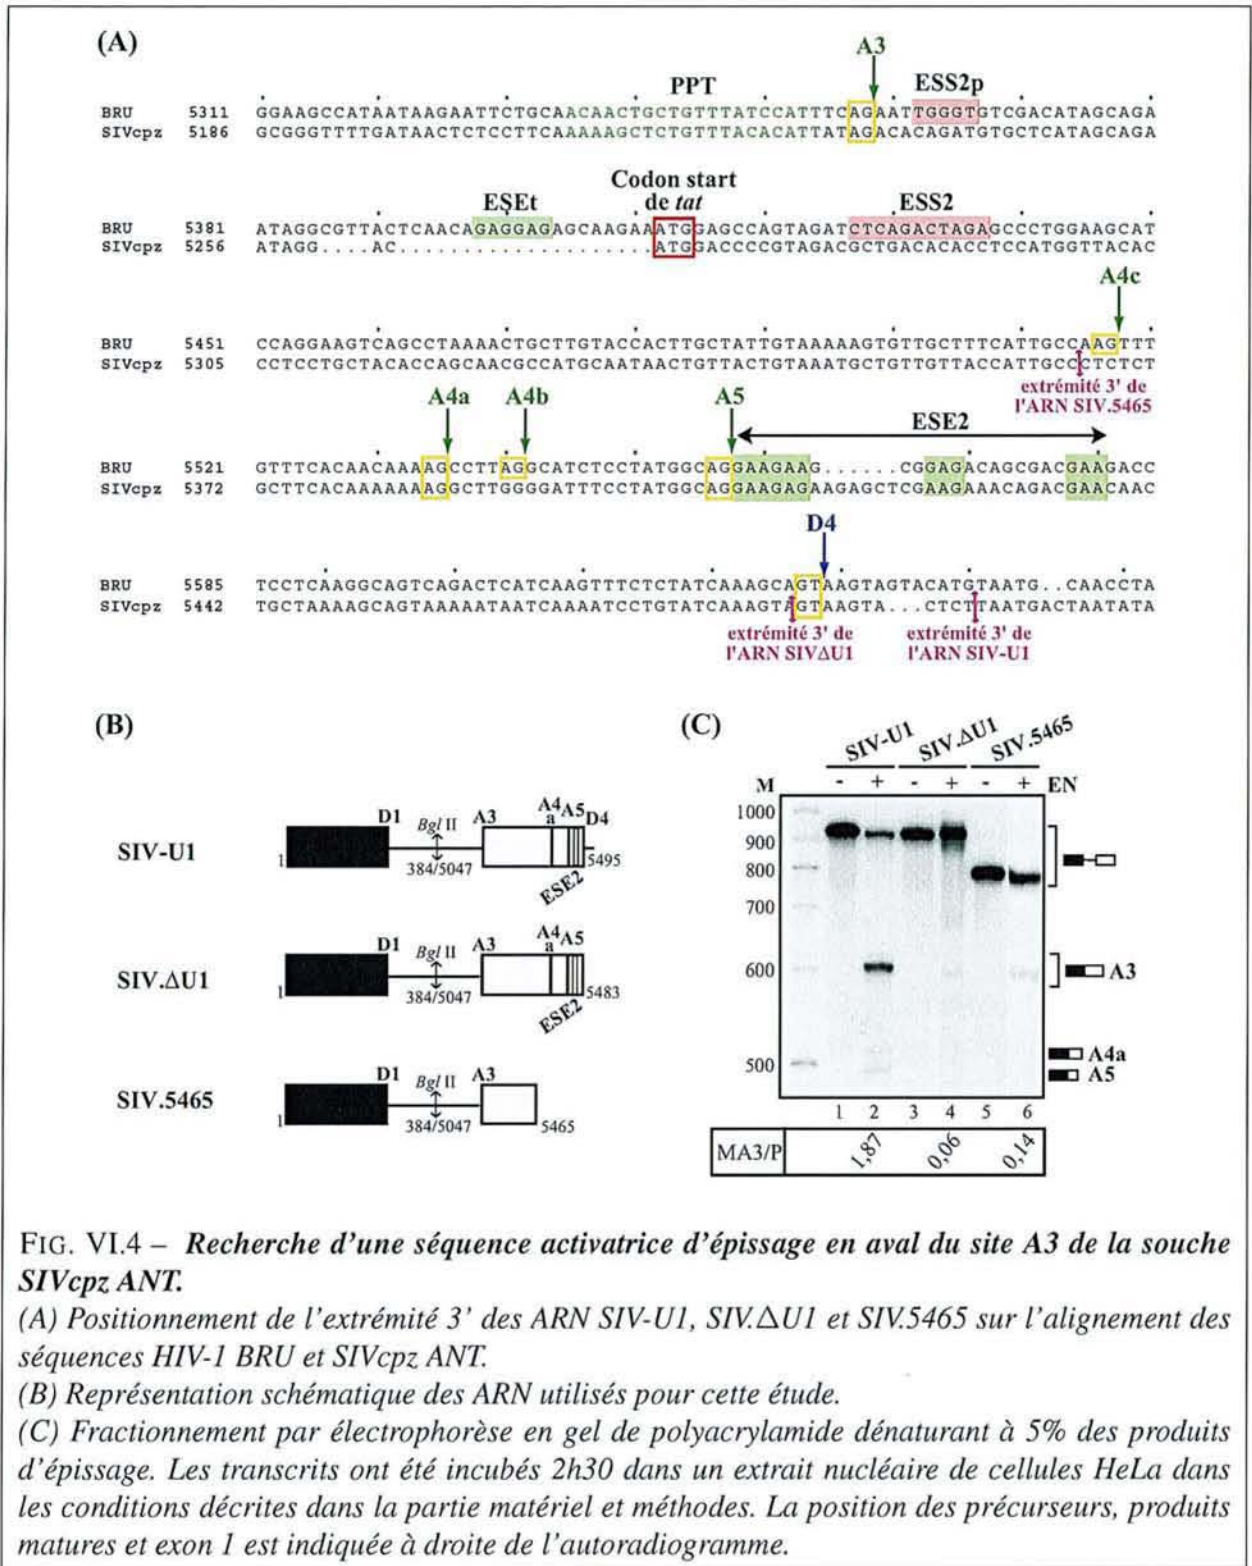 (A)
A3
PPT
ESS2p
BRU 5311 GGAAGCCATAATAAGAATTCTGCAACAACTGCTGTTTATCCATTTCAGAATTGGGTGTCGACATAGCAGA
SIVcpz 5186 GCGGGTTTTGATAACTCTCCTTCAAAAAGCTCTGTTTACACATTATAGACACAGATGTGCTCATAGCAGA
Codon start
de tat
ESEt
ESS2
BRU 5381 ATAGGCGTTACTCAACAGAGGAGAGCAAGAAATGGAGCCAGTAGATCTCAGACTAGAGCCCTGGAAGCAT
SIVcpz 5256 ATAGG....AC....................ATGGACCCCGTAGACGCTGACACACCTCCATGGTTACAC
A4c
BRU 5451 CCAGGAAGTCAGCCTAAAACTGCTTGTACCACTTGCTATTGTAAAAAGTGTTGCTTTCATTGCCAAGTTT
SIVcpz 5305 CCTCCTGCTACACCAGCAACGCCATGCAATAACTGTTACTGTAAATGCTGTTGTTACCATTGCCCTCTCT
extrémité 3' de
l'ARN SIV.5465
A4a
A4b
A5
ESE2
BRU 5521 GTTTCACAACAAAAGCCTTAGGCATCTCCTATGGCAGGAAGAAG......CGGAGACAGCGACGAAGACC
SIVcpz 5372 GCTTCACAAAAAAAGGCTTGGGGATTTCCTATGGCAGGAAGAGAAGAGCTCGAAGAAACAGACGAACAAC
D4
BRU 5585 TCCTCAAGGCAGTCAGACTCATCAAGTTTCTCTATCAAAGCAGTAAGTAGTACATGTAATG..CAACCTA
SIVcpz 5442 TGCTAAAAGCAGTAAAAATAATCAAAATCCTGTATCAAAGTAGTAAGTA...CTCTTAATGACTAATATA
extrémité 3' de
l'ARN SIVΔU1
extrémité 3' de
l'ARN SIV-U1
(B)
D1
Bgl II
A3
A4
a
A5
D4
SIV-U1
1
384/5047
5495
ESE2
D1
Bgl II
A3
A4
a
A5
SIV.ΔU1
1
384/5047
5483
ESE2
D1
Bgl II
A3
SIV.5465
1
384/5047
5465
(C)
SIV-U1 SIV.ΔU1 SIV.5465
M - + - + - + EN
1000
900
800
700
600
A3
A4a
500
A5
1 2 3 4 5 6
MA3/P 1,87 0,06 0,14
FIG. VI.4 – Recherche d'une séquence activatrice d'épissage en aval du site A3 de la souche
SIVcpz ANT.
(A) Positionnement de l'extrémité 3' des ARN SIV-U1, SIV.ΔU1 et SIV.5465 sur l'alignement des
séquences HIV-1 BRU et SIVcpz ANT.
(B) Représentation schématique des ARN utilisés pour cette étude.
(C) Fractionnement par électrophorèse en gel de polyacrylamide dénaturant à 5% des produits
d'épissage. Les transcrits ont été incubés 2h30 dans un extrait nucléaire de cellules HeLa dans
les conditions décrites dans la partie matériel et méthodes. La position des précurseurs, produits
matures et exon 1 est indiquée à droite de l'autoradiogramme.